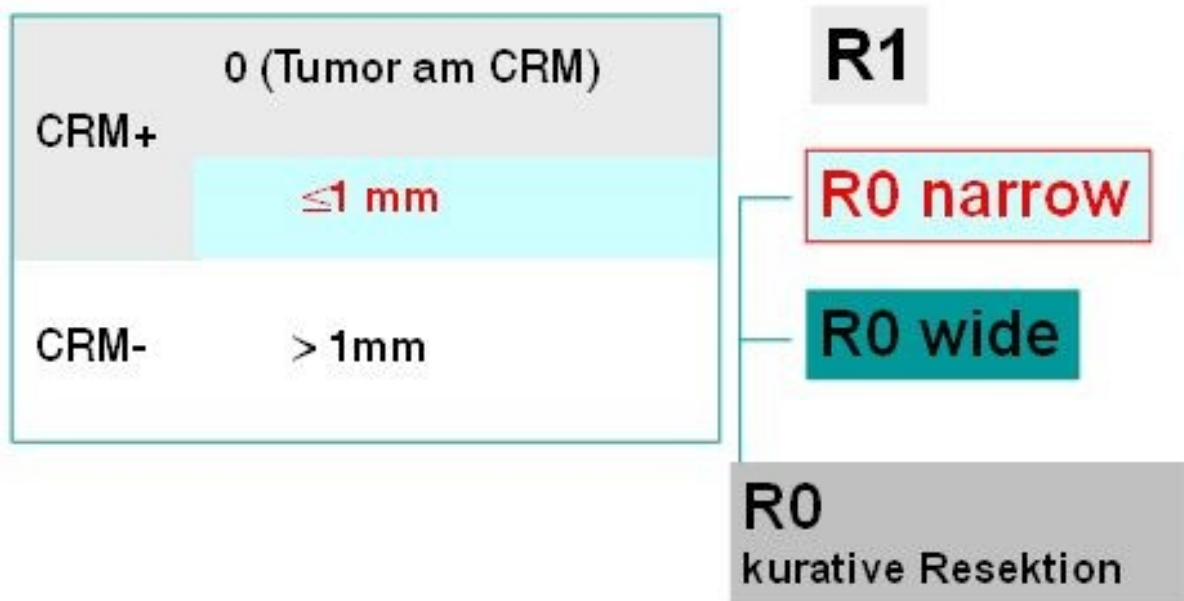 0 (Tumor am CRM)
R1
CRM+
≤1 mm
R0 narrow
CRM-
> 1mm
R0 wide
R0
kurative Resektion